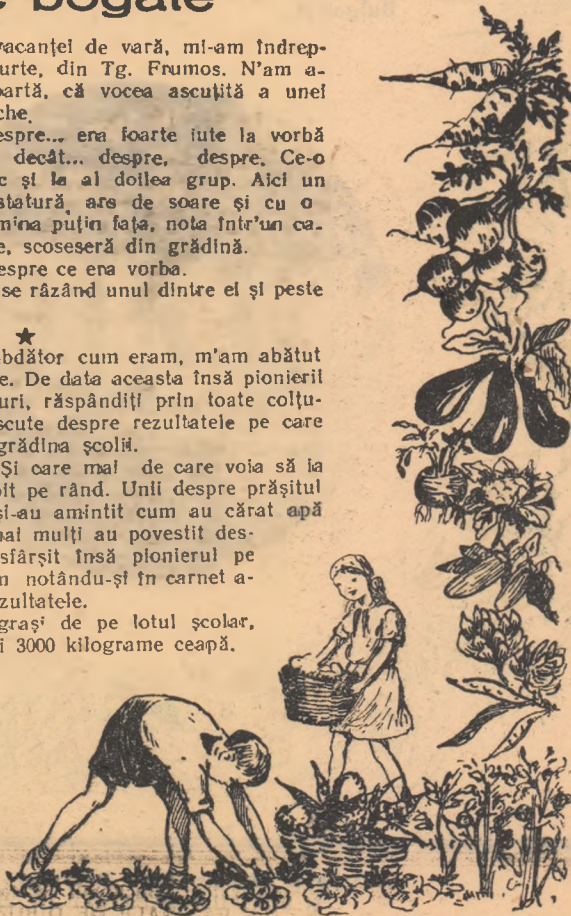 bogate
vacanței de vară, mi-am îndrep-
urte, din Tg. Frumos. N'am a-
oartă, că vocea ascuțită a unei
che.
espre... era foarte iute la vorbă
decât... despre, despre. Ce-o
c și la al doilea grup. Aici un
statură, ars de soare și cu o
mina puțin fața, nota într'un ca-
e, scoseseră din grădină.
espre ce era vorba.
se râzând unul dintre ei și peste
★
bdător cum eram, m'am abătut
e. De data aceasta însă pionierii
uri, răspândiți prin toate colțu-
scute despre rezultatele pe care
grădina școlii.
Și care mai de care voia să ia
bit pe rând. Unii despre prășitul
și-au amintit cum au cărat apă
mai mulți au povestit des-
sfârșit însă pionierul pe
m notându-și în carnet a-
zultatele.
grași de pe lotul școlar,
i 3000 kilograme ceapă.